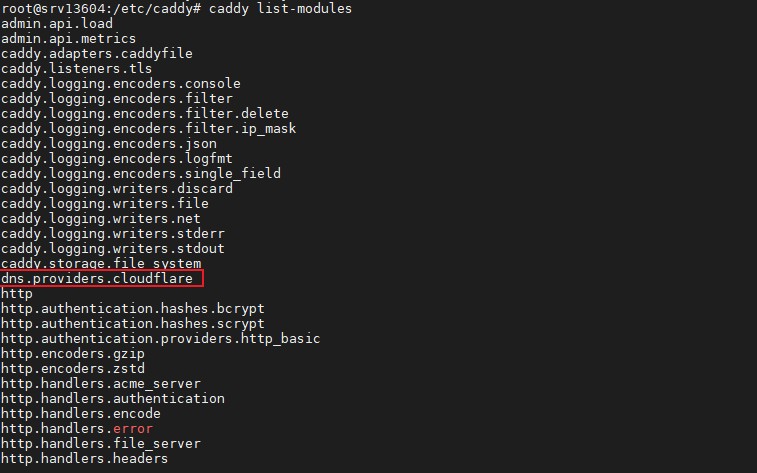 root@srv13604:/etc/caddy# caddy list-modules
admin.api.load
admin.api.metrics
caddy.adapters.caddyfile
caddy.listeners.tls
caddy.logging.encoders.console
caddy.logging.encoders.filter
caddy.logging.encoders.filter.delete
caddy.logging.encoders.filter.ip_mask
caddy.logging.encoders.json
caddy.logging.encoders.logfmt
caddy.logging.encoders.single_field
caddy.logging.writers.discard
caddy.logging.writers.file
caddy.logging.writers.net
caddy.logging.writers.stderr
caddy.logging.writers.stdout
caddy.storage.file_system
dns.providers.cloudflare
http
http.authentication.hashes.bcrypt
http.authentication.hashes.scrypt
http.authentication.providers.http_basic
http.encoders.gzip
http.encoders.zstd
http.handlers.acme_server
http.handlers.authentication
http.handlers.encode
http.handlers.error
http.handlers.file_server
http.handlers.headers